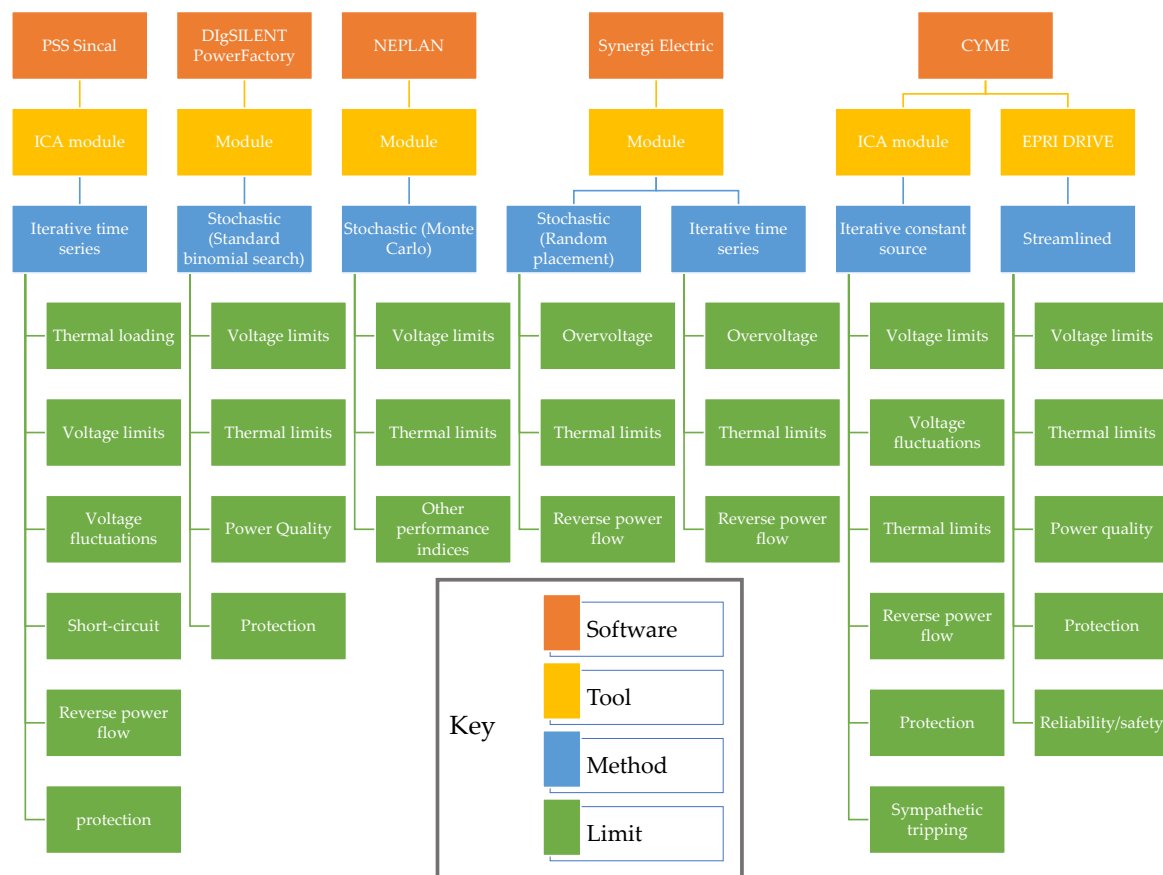 PSS Sincal
DIgSILENT
PowerFactory
NEPLAN
Synergi Electric
CYME
ICA module
Module
Module
Module
ICA module
EPRI DRIVE
Iterative time
series
Stochastic
(Standard
binomial search)
Stochastic (Monte
Carlo)
Stochastic
(Random
placement)
Iterative time
series
Iterative constant
source
Streamlined
Thermal loading
Voltage limits
Voltage
fluctuations
Short-circuit
Reverse power
flow
protection
Voltage limits
Thermal limits
Power Quality
Protection
Voltage limits
Thermal limits
Other
performance
indices
Overvoltage
Thermal limits
Reverse power
flow
Overvoltage
Thermal limits
Reverse power
flow
Voltage limits
Voltage
fluctuations
Thermal limits
Reverse power
flow
Protection
Sympathetic
tripping
Voltage limits
Thermal limits
Power quality
Protection
Reliability/safety
Key
Software
Tool
Method
Limit